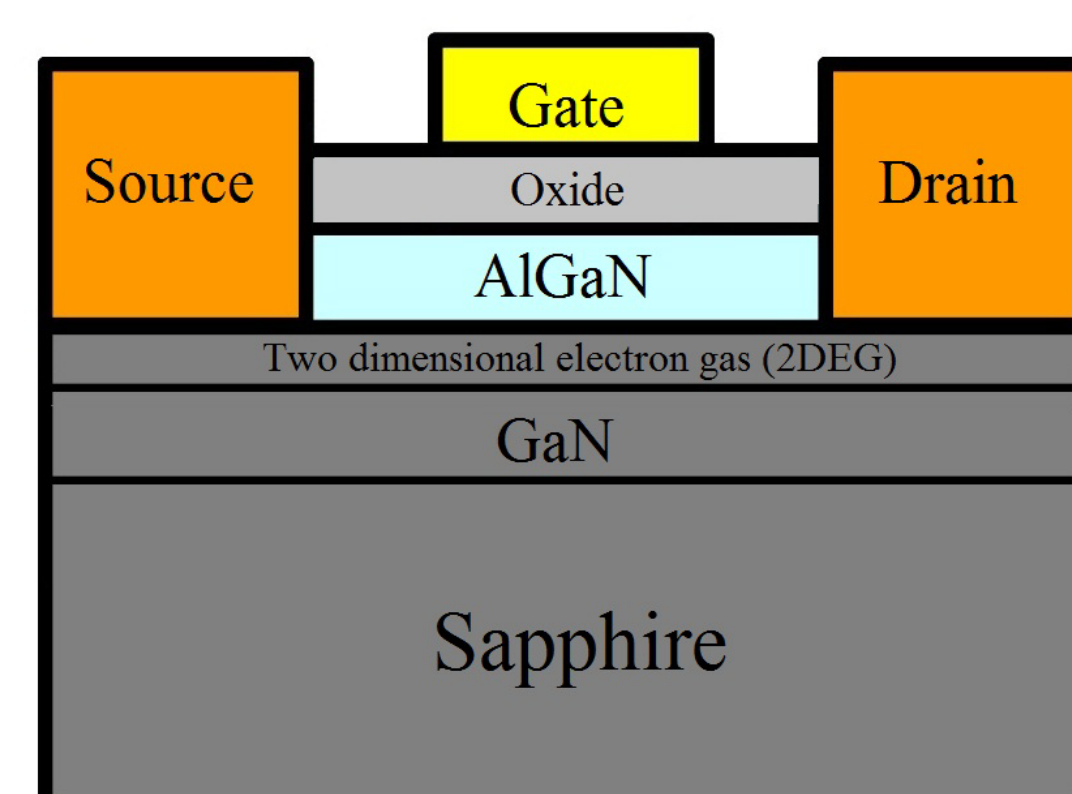 Gate
Source
Oxide
Drain
AlGaN
Two dimensional electron gas (2DEG)
GaN
Sapphire